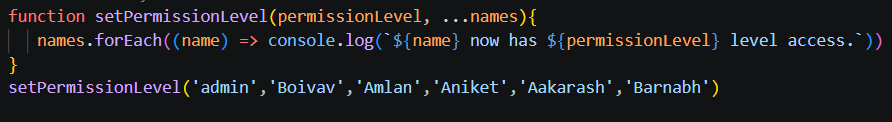 function setPermissionLevel(permissionLevel, ...names){
names.forEach((name) => console.log(`${name} now has ${permissionLevel} level access.`))
}
setPermissionLevel('admin','Boivav','Amlan','Aniket','Aakarash','Barnabh')